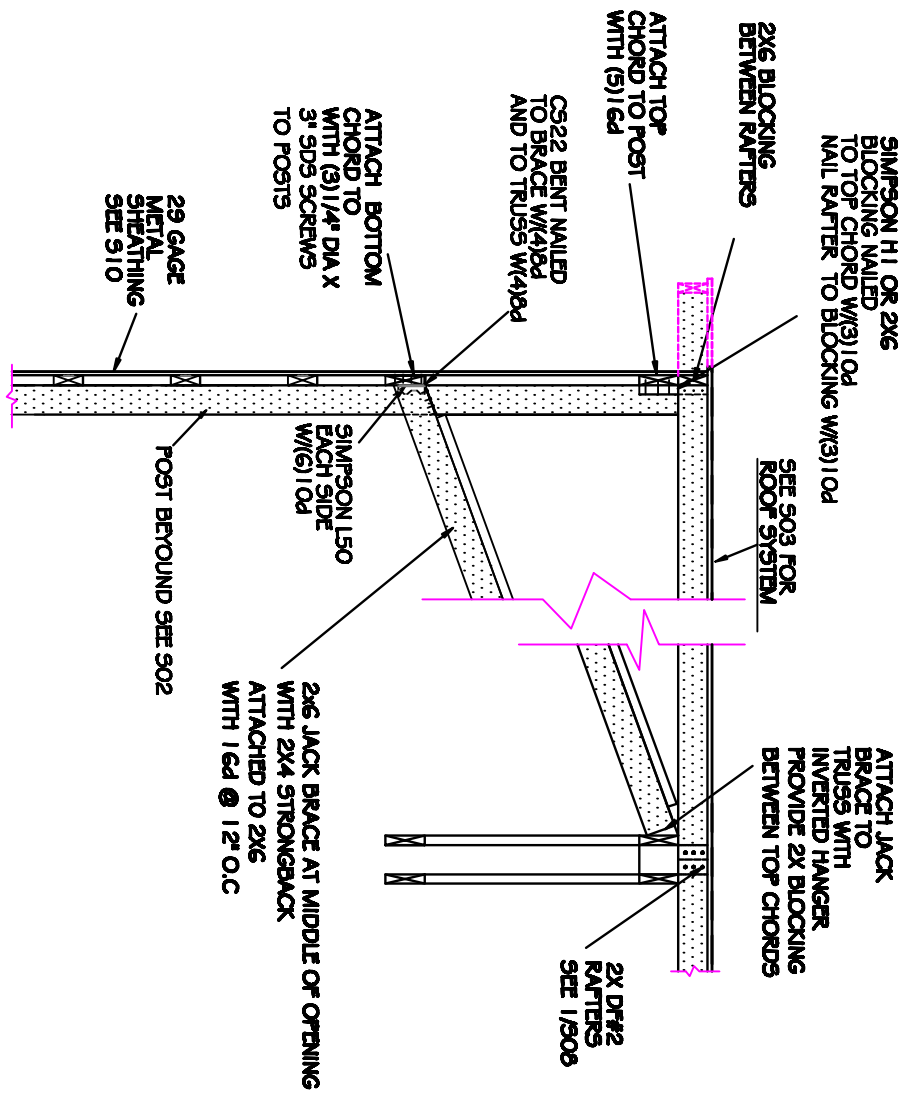 SIMPSON H1 OR 2X6
BLOCKING NAILED
TO TOP CHORD W/(3)10d
NAIL RAFTER TO BLOCKING W/(3)10d
2X6 BLOCKING
BETWEEN RAFTERS
ATTACH TOP
CHORD TO POST
WITH (5)16d
CS22 BENT NAILED
TO BRACE W/(4)8d
AND TO TRUSS W(4)8d
ATTACH BOTTOM
CHORD TO
WITH (3)1/4" DIA X
3" SDS SCREWS
TO POSTS
29 GAGE
METAL
SHEATHING
SEE S10
SEE S03 FOR
ROOF SYSTEM
SIMPSON L50
EACH SIDE
W/(6)10d
POST BEYOUND SEE S02
ATTACH JACK
BRACE TO
TRUSS WITH
INVERTED HANGER
PROVIDE 2X BLOCKING
BETWEEN TOP CHORDS
2x6 JACK BRACE AT MIDDLE OF OPENING
WITH 2X4 STRONGBACK
ATTACHED TO 2X6
WITH 16d @ 12" O.C
2X DF#2
RAFTERS
SEE 1/S08